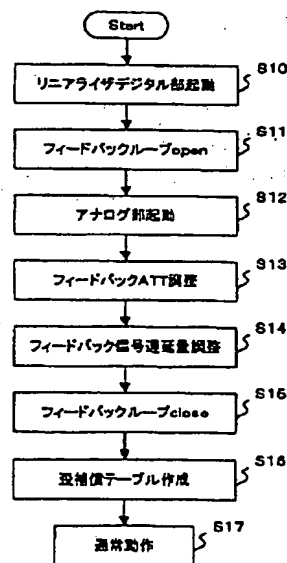 Start
リニアライザデジタル部起動
S10
フィードバックループopen
S11
アナログ部起動
S12
フィードバックATT調整
S13
フィードバック信号遅延量調整
S14
フィードバックループclose
S15
歪補償テーブル作成
S16
通常動作
S17